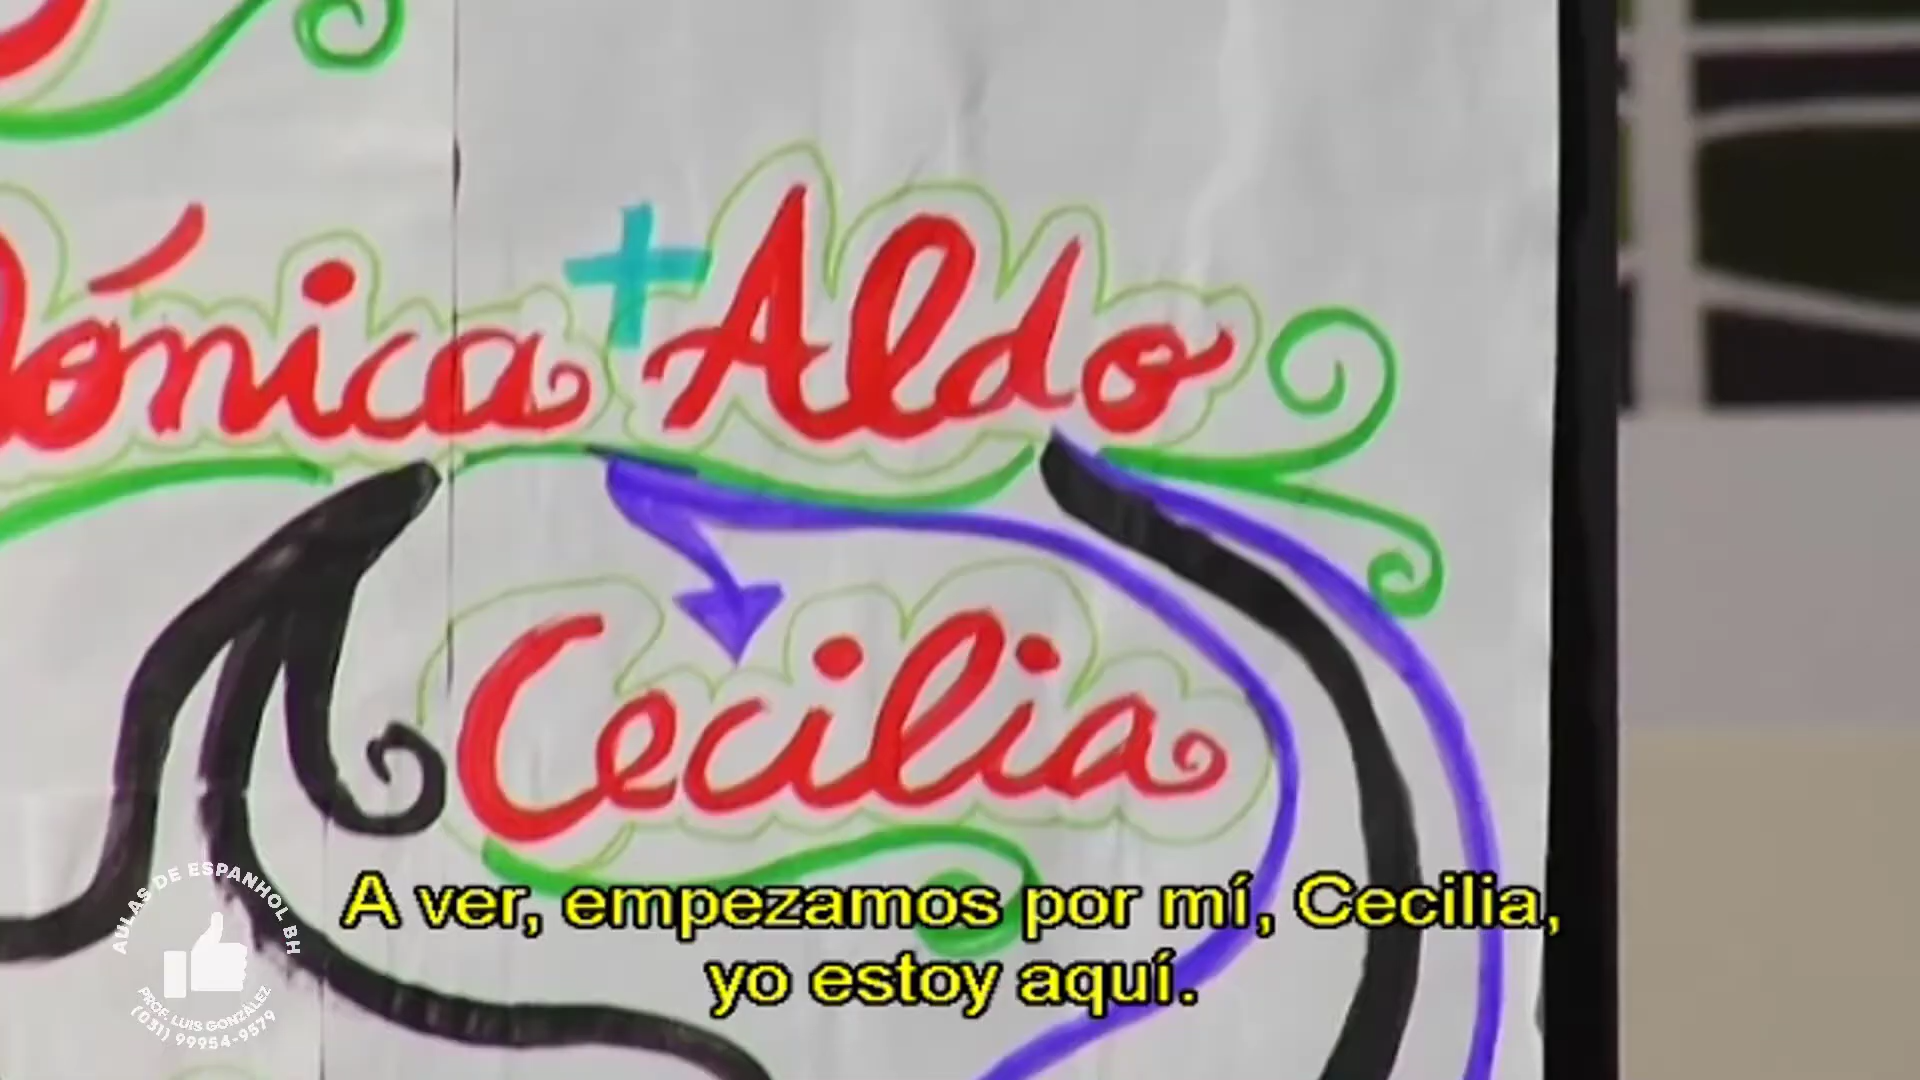 Aldo
Cecilia
A ver, empezamos por mí, Cecilia,
yo estoy aquí.
AULAS DE ESPANHOL BH
PROF. LUIS GONZÁLEZ
(031) 99954-9579